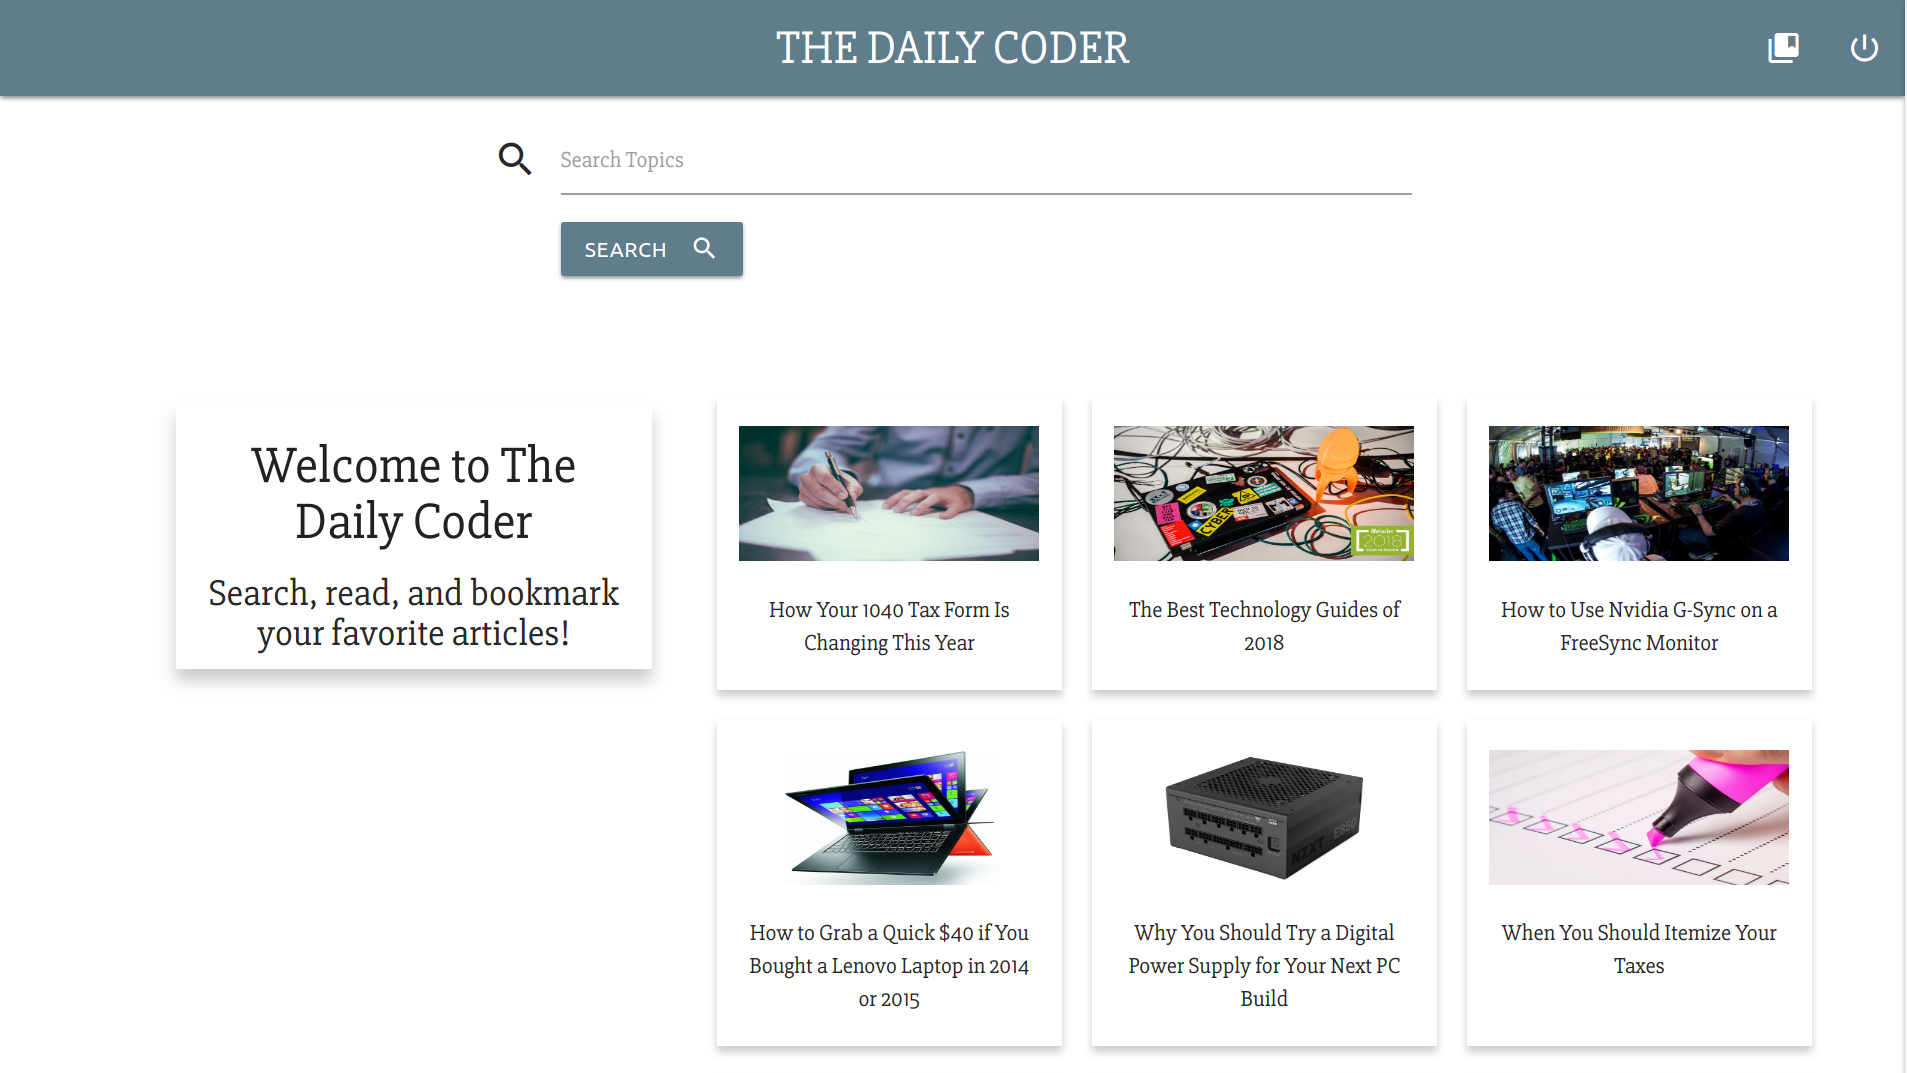 THE DAILY CODER
Search Topics
SEARCH
Welcome to The
Daily Coder
Search, read, and bookmark
your favorite articles!
CYBER
2018
How Your 1040 Tax Form Is
Changing This Year
The Best Technology Guides of
2018
How to Use Nvidia G-Sync on a
FreeSync Monitor
NZXT
E850
How to Grab a Quick $40 if You
Bought a Lenovo Laptop in 2014
or 2015
Why You Should Try a Digital
Power Supply for Your Next PC
Build
When You Should Itemize Your
Taxes